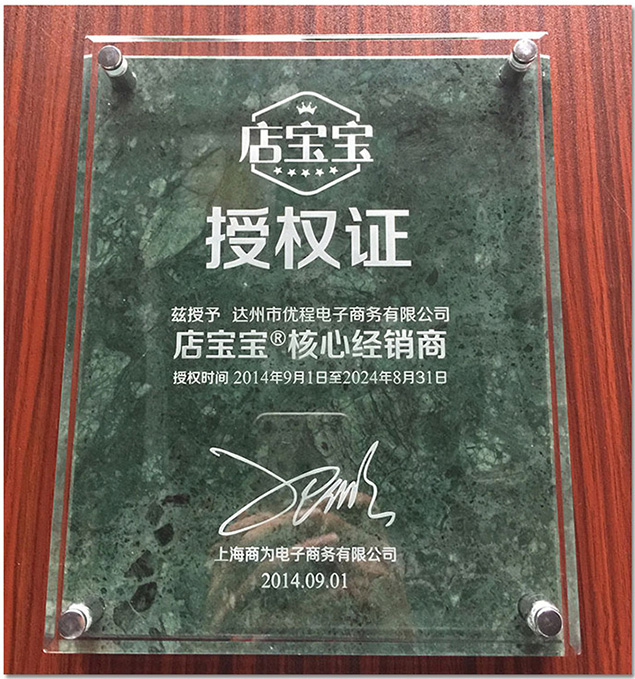 店宝宝
授权证
兹授予 达州市优程电子商务有限公司
店宝宝®核心经销商
授权时间 2014年9月1日至2024年8月31日
上海商为电子商务有限公司
2014.09.01